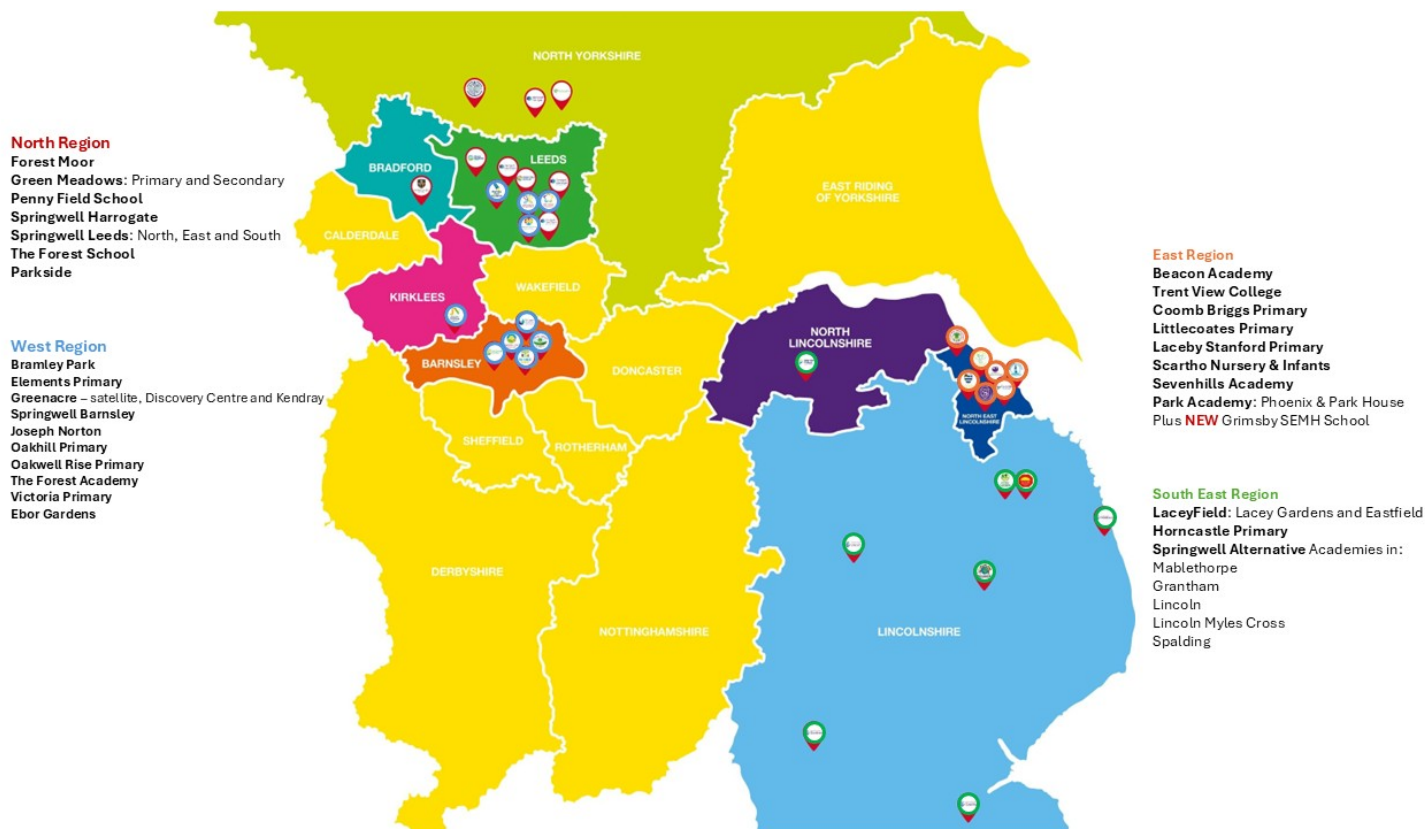 North Region
Forest Moor
Green Meadows: Primary and Secondary
Penny Field School
Springwell Harrogate
Springwell Leeds: North, East and South
The Forest School
Parkside
West Region
Bramley Park
Elements Primary
Greenacre – satellite, Discovery Centre and Kendray
Springwell Barnsley
Joseph Norton
Oakhill Primary
Oakwell Rise Primary
The Forest Academy
Victoria Primary
Ebor Gardens
NORTH YORKSHIRE
BRADFORD
LEEDS
EAST RIDING
OF YORKSHIRE
CALDERDALE
KIRKLEES
WAKEFIELD
BARNSLEY
DONCASTER
NORTH
LINCOLNSHIRE
NORTH EAST
LINCOLNSHIRE
SHEFFIELD
ROTHERHAM
DERBYSHIRE
NOTTINGHAMSHIRE
LINCOLNSHIRE
East Region
Beacon Academy
Trent View College
Coomb Briggs Primary
Littlecoates Primary
Laceby Stanford Primary
Scartho Nursery & Infants
Sevenhills Academy
Park Academy: Phoenix & Park House
Plus NEW Grimsby SEMH School
South East Region
LaceyField: Lacey Gardens and Eastfield
Horncastle Primary
Springwell Alternative Academies in:
Mablethorpe
Grantham
Lincoln
Lincoln Myles Cross
Spalding